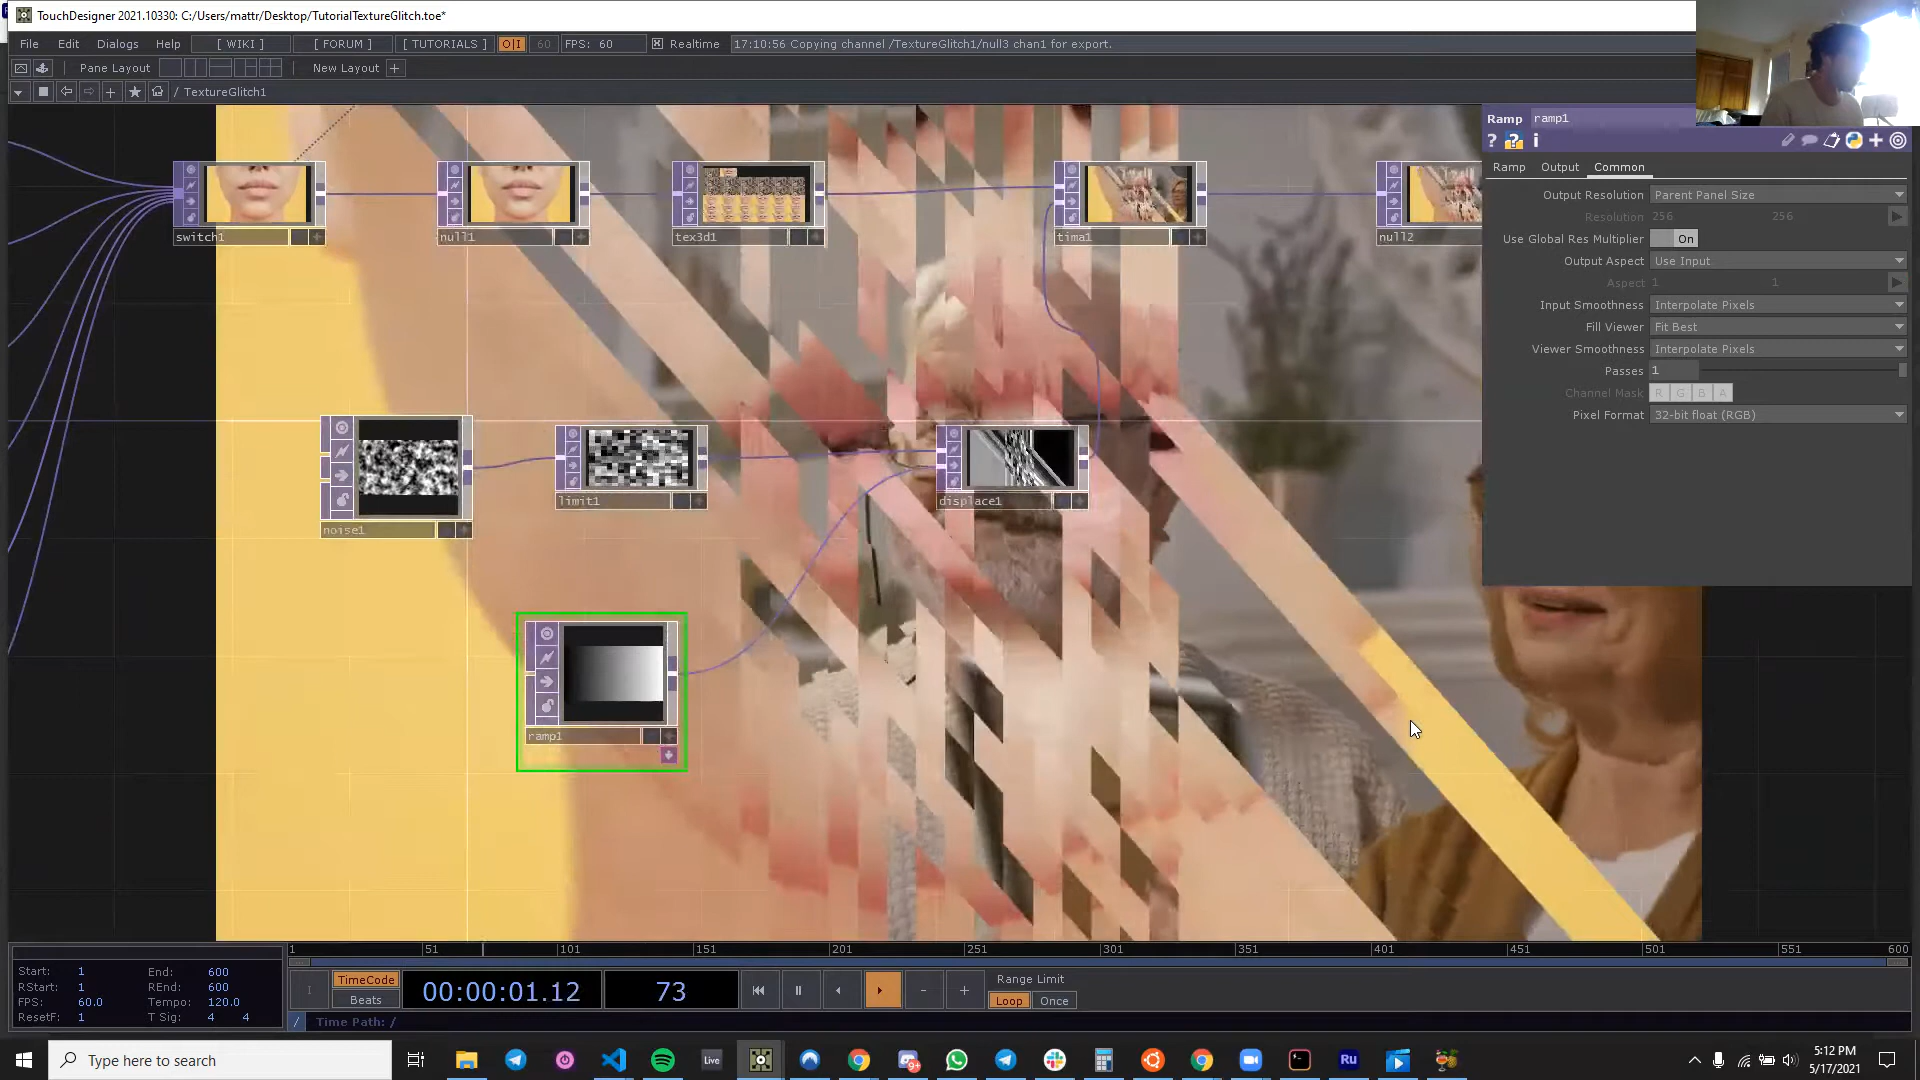 TouchDesigner 2021.10330: C:/Users/mattr/Desktop/TutorialTextureGlitch.toe*
File Edit Dialogs Help [ WIKI ] [ FORUM ] [ TUTORIALS ] O|I 60 FPS: 60 Realtime 17:10:56 Copying channel /TextureGlitch1/null3 chan1 for export.
Pane Layout New Layout +
/ TextureGlitch1
Ramp ramp1
Ramp Output Common
Output Resolution Parent Panel Size
Resolution 256 256
Use Global Res Multiplier On
Output Aspect Use Input
Aspect 1 1
Input Smoothness Interpolate Pixels
Fill Viewer Fit Best
Viewer Smoothness Interpolate Pixels
Passes 1
Channel Mask R G B A
Pixel Format 32-bit float (RGB)
switch1 null1 tex3d1 tima1 null2
limit1 displace1
noise1
ramp1
1 51 101 151 201 251 301 351 401 451 501 551 600
Start: 1 End: 600
RStart: 1 REnd: 600
FPS: 60.0 Tempo: 120.0
ResetF: 1 T Sig: 4 4
TimeCode
Beats
00:00:01.12 73
Range Limit
Loop Once
/ Time Path: /
Type here to search
Live
9+
Ru
5:12 PM
5/17/2021